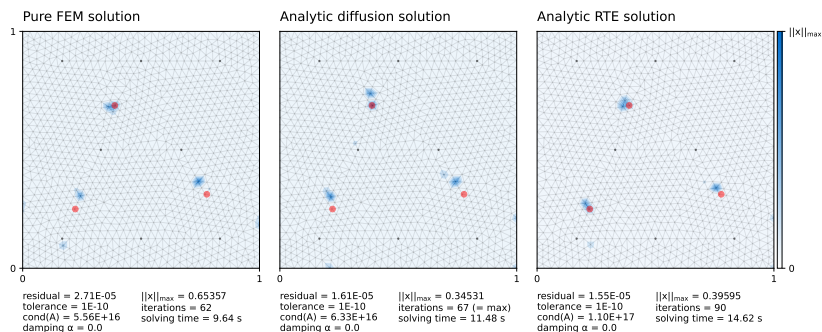 Pure FEM solution
Analytic diffusion solution
Analytic RTE solution
1
1
1
||x||max
0
0
0
0
0
1
0
1
0
1
residual = 2.71E-05
tolerance = 1E-10
cond(A) = 5.56E+16
damping α = 0.0
||x||max = 0.65357
iterations = 62
solving time = 9.64 s
residual = 1.61E-05
tolerance = 1E-10
cond(A) = 6.33E+16
damping α = 0.0
||x||max = 0.34531
iterations = 67 (= max)
solving time = 11.48 s
residual = 1.55E-05
tolerance = 1E-10
cond(A) = 1.10E+17
damping α = 0.0
||x||max = 0.39595
iterations = 90
solving time = 14.62 s